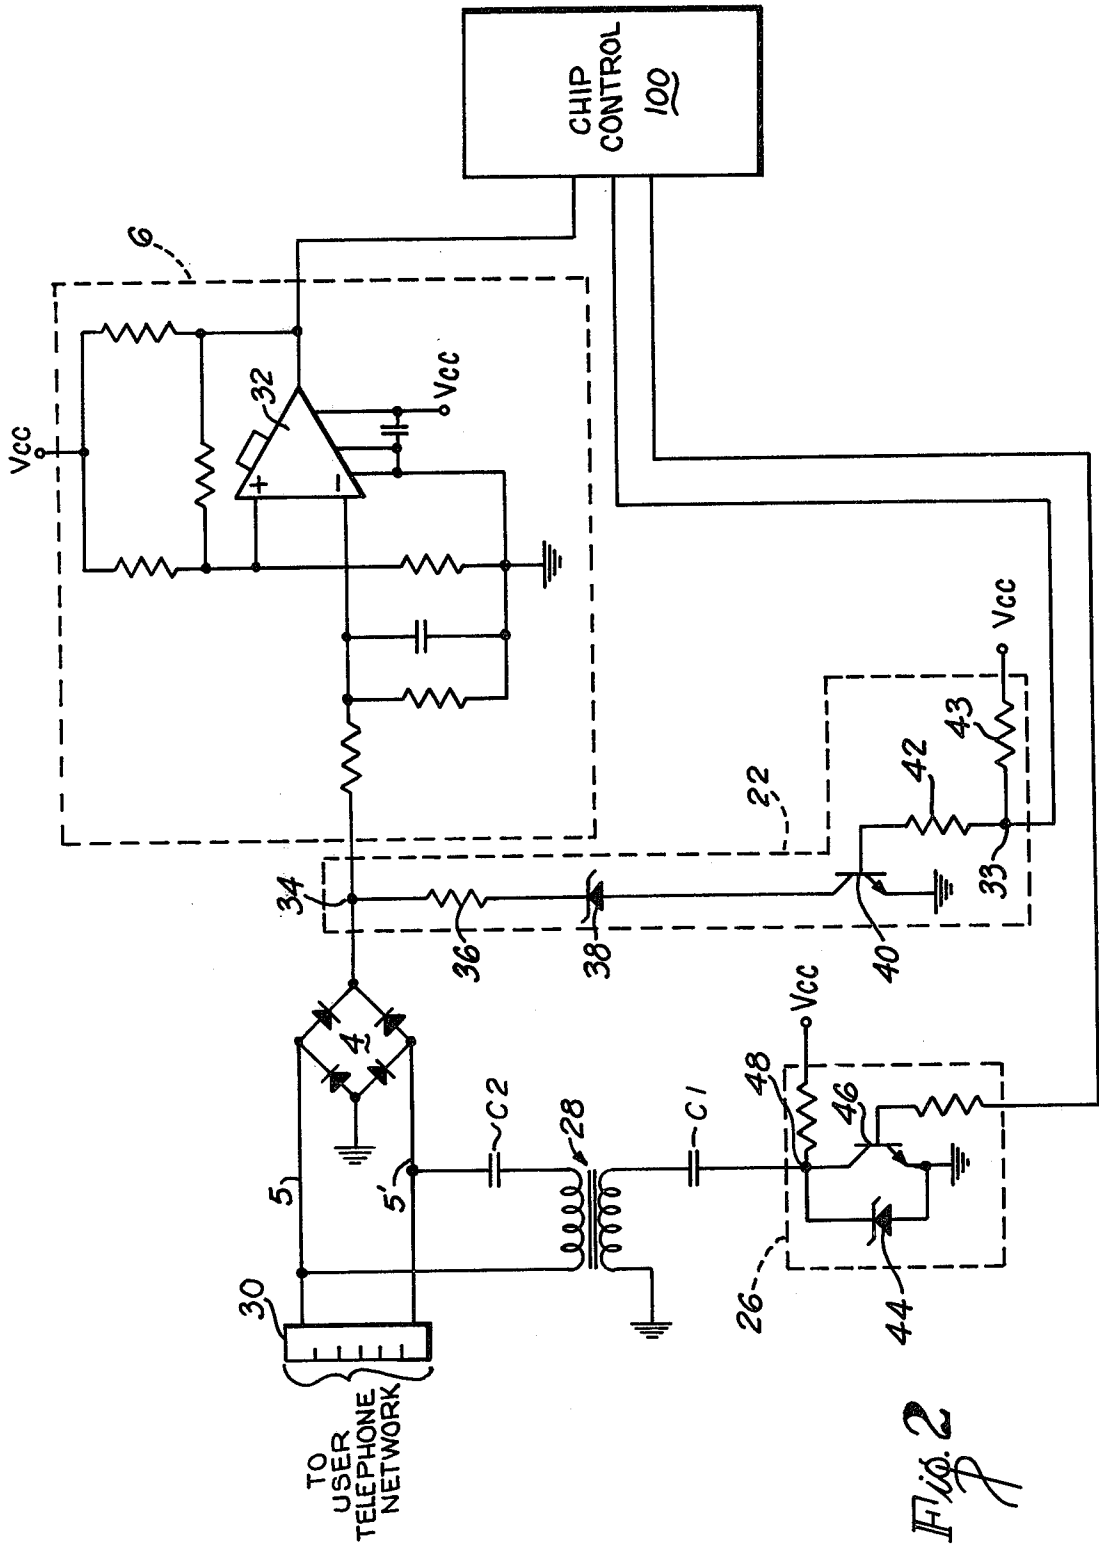 TO
USER
TELEPHONE
NETWORK
30
5
5'
4
C2
28
C1
26
44
46
48
Vcc
34
36
38
40
22
42
43
33
Vcc
6
Vcc
32
+
−
Vcc
CHIP
CONTROL
100
Fig. 2